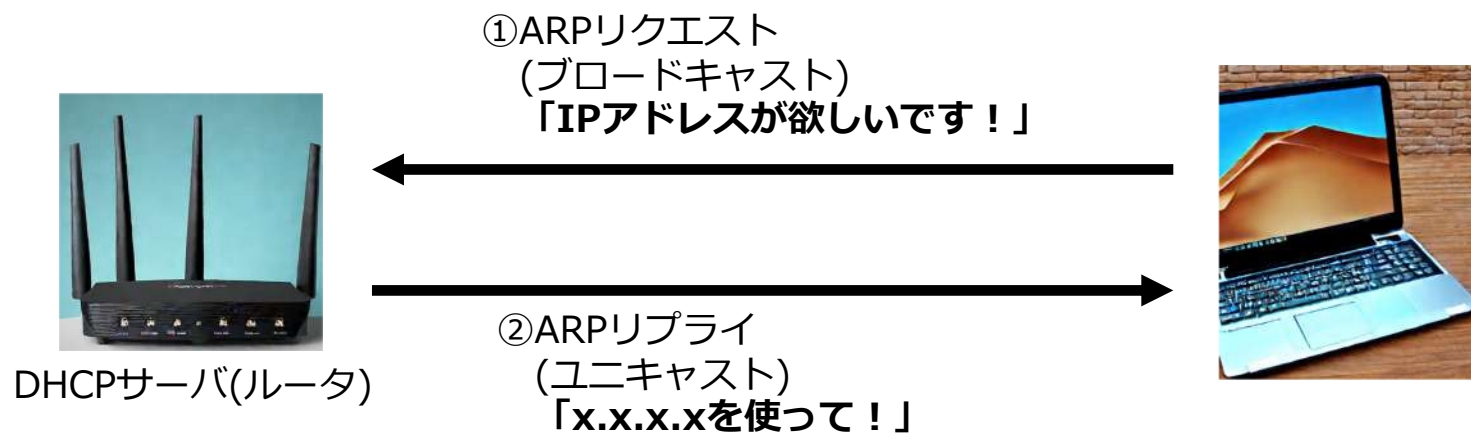 ①ARPリクエスト
(ブロードキャスト)
「IPアドレスが欲しいです！」
②ARPリプライ
(ユニキャスト)
「x.x.x.xを使って！」
DHCPサーバ(ルータ)